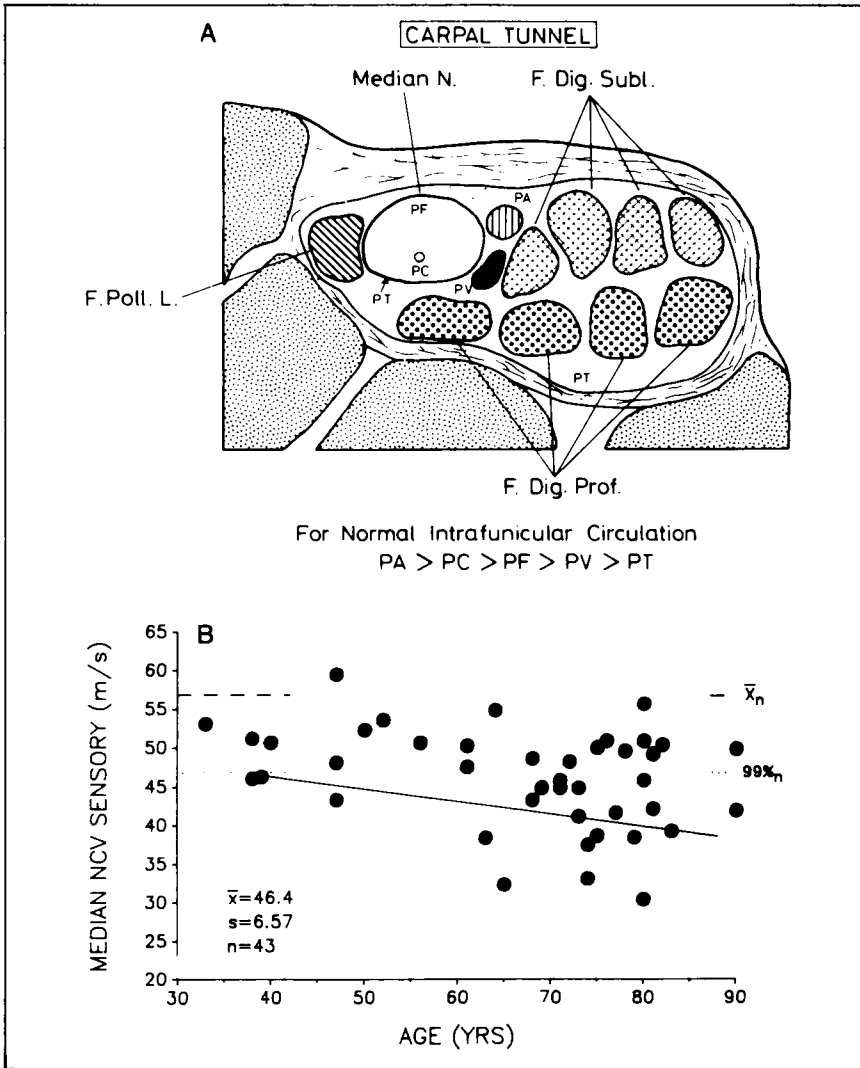 A
CARPAL TUNNEL
Median N.
F. Dig. Subl.
PA
PF
PC
PV
PT
F. Poll. L.
PT
F. Dig. Prof.
For Normal Intrafunicular Circulation
PA > PC > PF > PV > PT
B
MEDIAN NCV SENSORY (m/s)
65
60
55
50
45
40
35
30
25
20
x̄n
99%n
x̄=46.4
s=6.57
n=43
30 40 50 60 70 80 90
AGE (YRS)